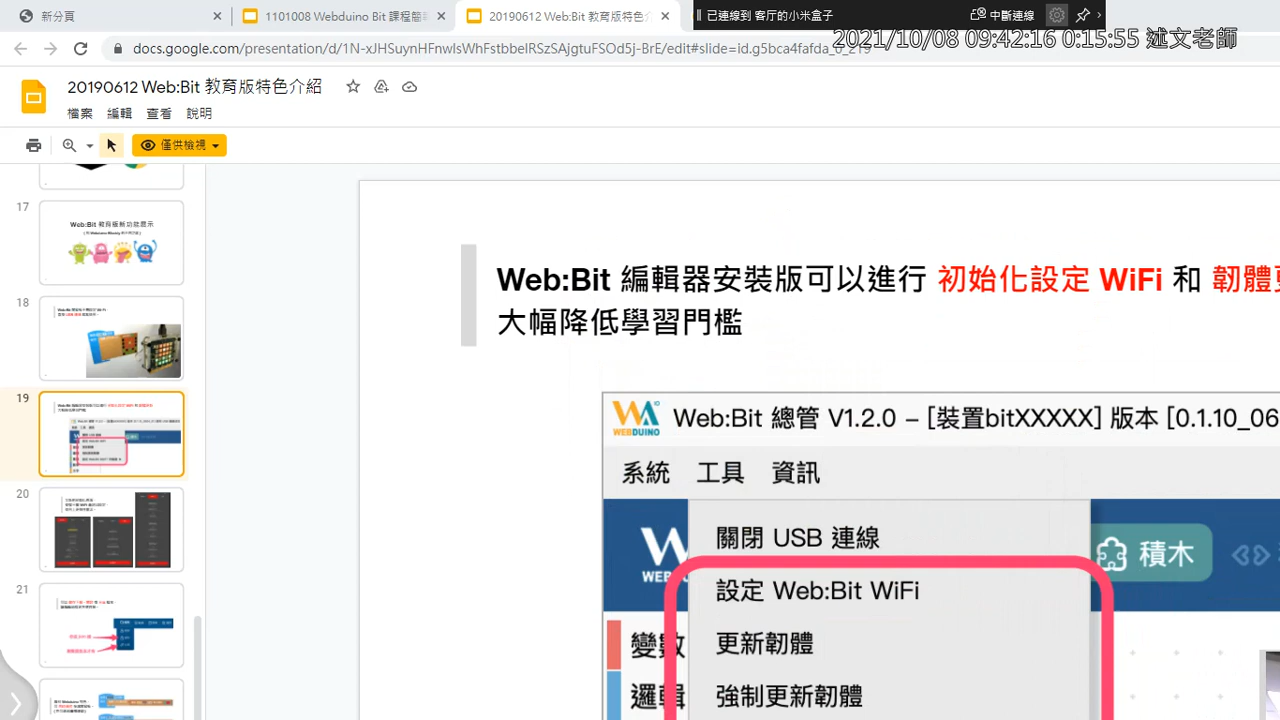 新分頁
1101008 Webduino Bit 課程簡
20190612 Web:Bit 教育版特色介
已連線到 客厅的小米盒子
中斷連線
docs.google.com/presentation/d/1N-xJHSuynHFnwIsWhFstbbeIRSzSAjgtuFSOd5j-BrE/edit#slide=id.g5bca4fafda_0_219
2021/10/08 09:42:16 0:15:55 述文老師
20190612 Web:Bit 教育版特色介紹
檔案 編輯 查看 說明
僅供檢視
17
Web:Bit 教育版新功能展示
18
19
20
21
Web:Bit 編輯器安裝版可以進行 初始化設定 WiFi 和 韌體
大幅降低學習門檻
WEBDUINO
Web:Bit 總管 V1.2.0 – [裝置bitXXXXX] 版本 [0.1.10_06
系統 工具 資訊
關閉 USB 連線
積木
設定 Web:Bit WiFi
變數
更新韌體
邏輯
強制更新韌體